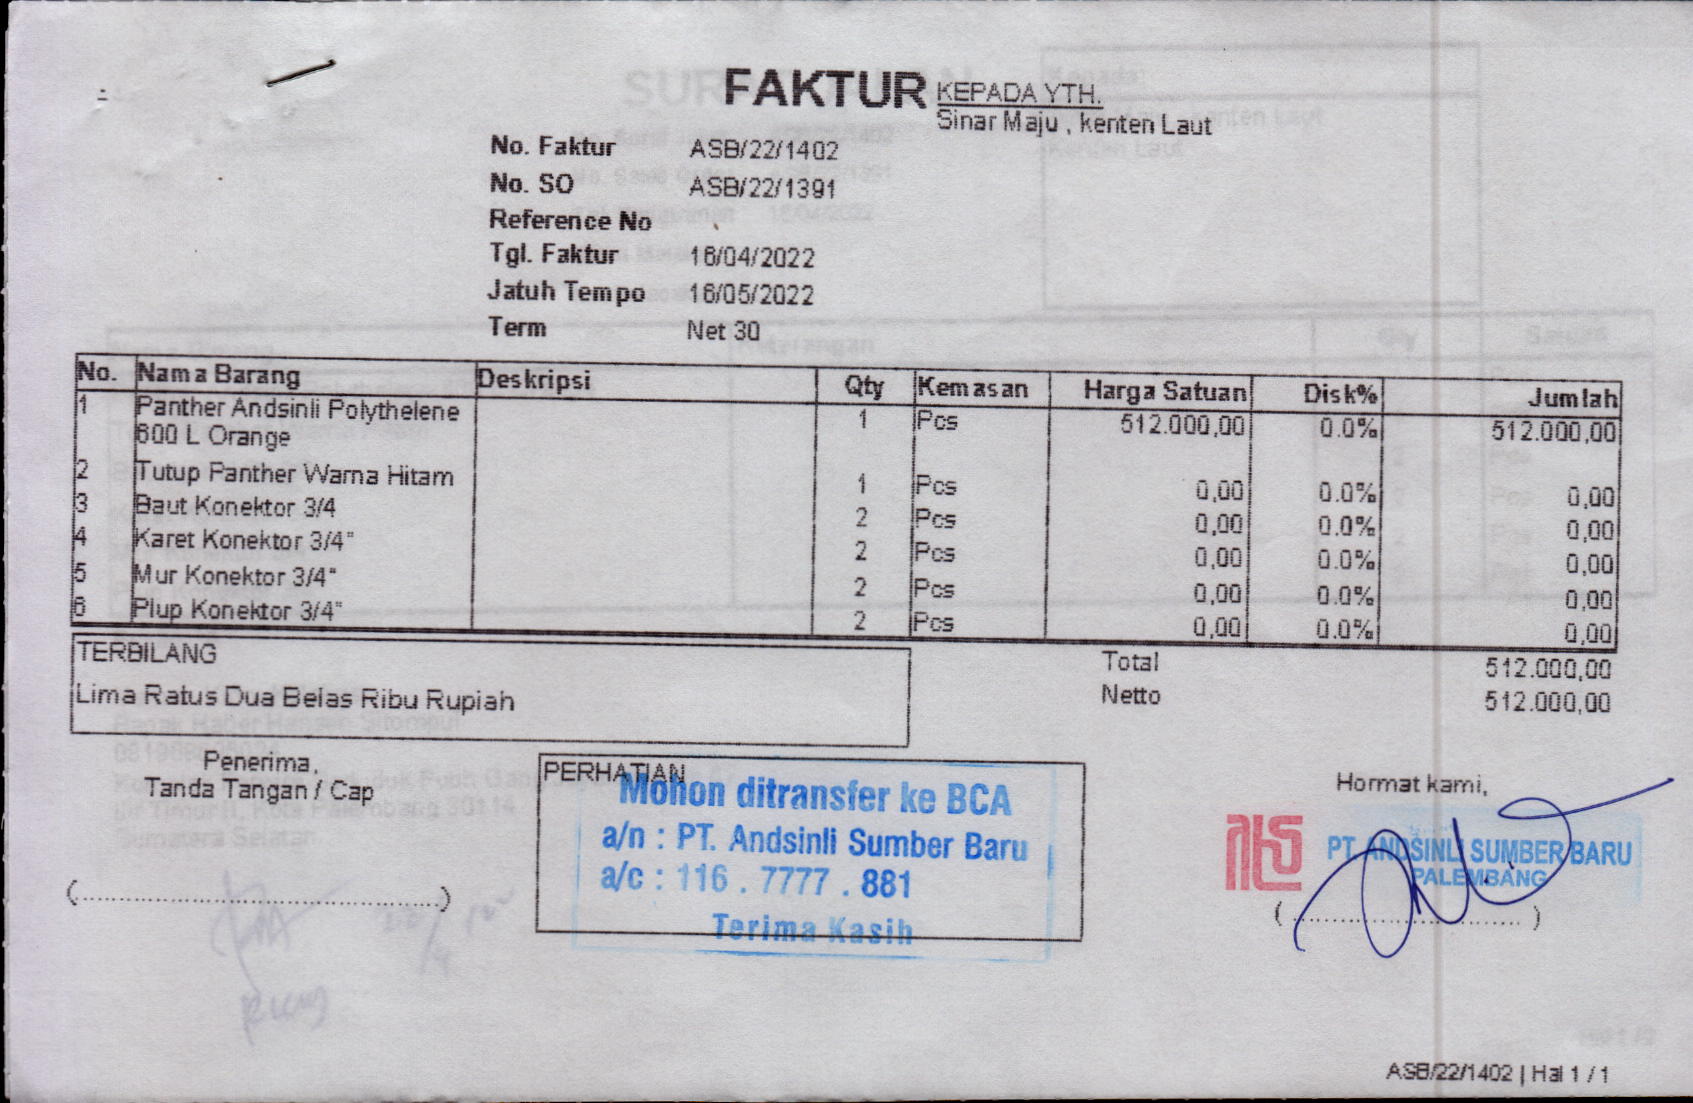 FAKTUR
KEPADA YTH.
Sinar Maju , kenten Laut
No. Faktur ASB/22/1402
No. SO ASB/22/1391
Reference No
Tgl. Faktur 16/04/2022
Jatuh Tempo 16/05/2022
Term Net 30
No. Nama Barang Deskripsi Qty Kemasan Harga Satuan Disk% Jumlah
1 Panther Andsinli Polythelene 1 Pcs 512.000,00 0.0% 512.000,00
600 L Orange
2 Tutup Panther Warna Hitam 1 Pcs 0,00 0.0% 0,00
3 Baut Konektor 3/4 2 Pcs 0,00 0.0% 0,00
4 Karet Konektor 3/4" 2 Pcs 0,00 0.0% 0,00
5 Mur Konektor 3/4" 2 Pcs 0,00 0.0% 0,00
6 Plup Konektor 3/4" 2 Pcs 0,00 0.0% 0,00
TERBILANG
Lima Ratus Dua Belas Ribu Rupiah
Total 512.000,00
Netto 512.000,00
Penerima,
Tanda Tangan / Cap
(........................................)
PERHATIAN
Mohon ditransfer ke BCA
a/n : PT. Andsinli Sumber Baru
a/c : 116 . 7777 . 881
Terima Kasih
Hormat kami,
PT ANDSINLI SUMBER BARU
PALEMBANG
(........................................)
ASB/22/1402 | Hal 1 / 1